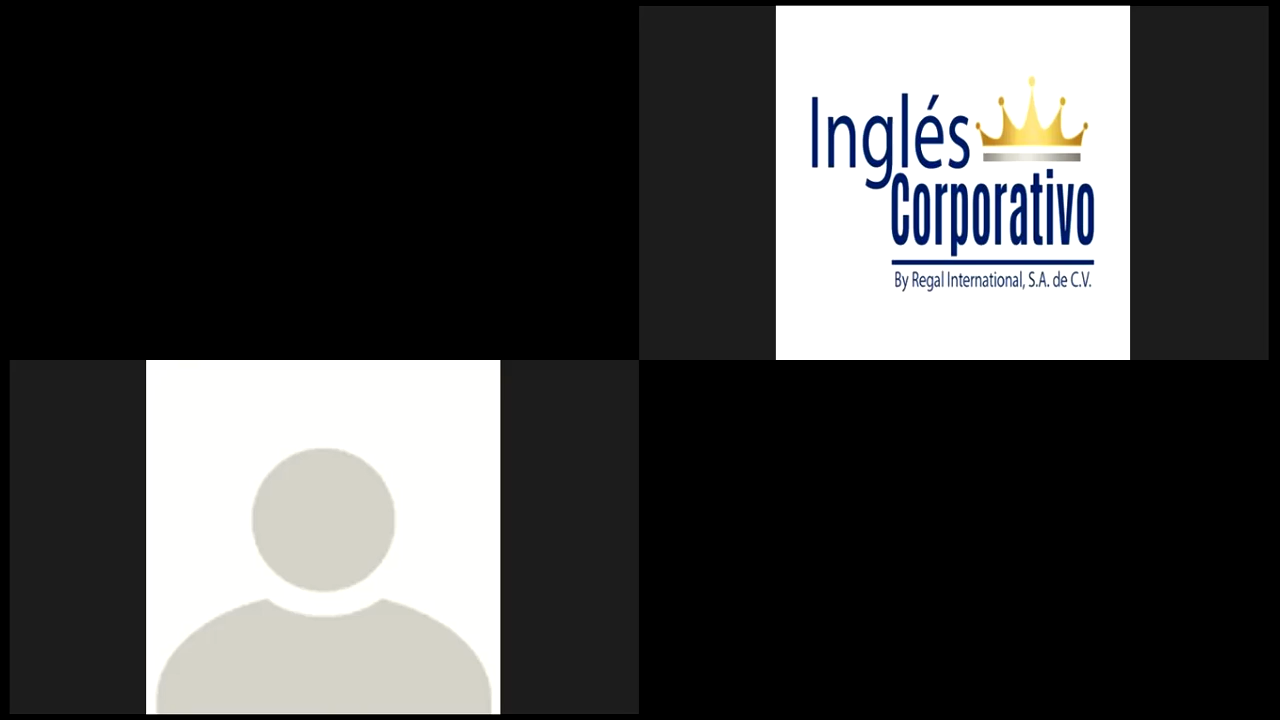 Inglés
Corporativo
By Regal International, S.A. de C.V.